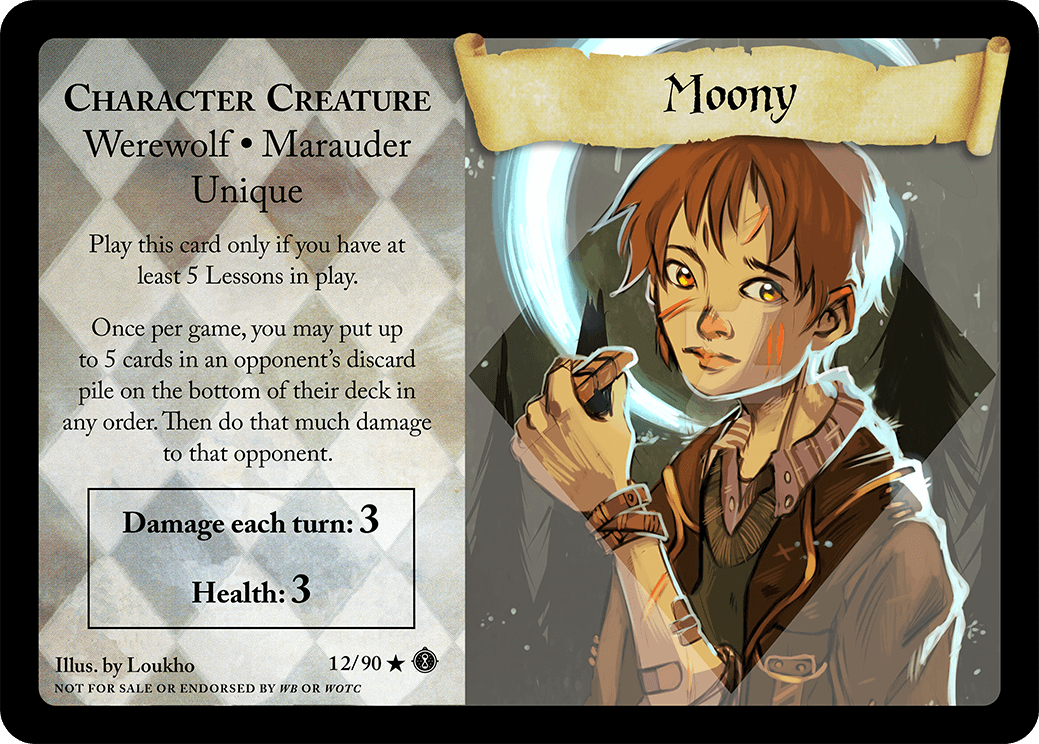 Moony
CHARACTER CREATURE
Werewolf • Marauder
Unique
Play this card only if you have at
least 5 Lessons in play.
Once per game, you may put up
to 5 cards in an opponent's discard
pile on the bottom of their deck in
any order. Then do that much damage
to that opponent.
Damage each turn: 3
Health: 3
Illus. by Loukho
12/90 ★
NOT FOR SALE OR ENDORSED BY WB OR WOTC